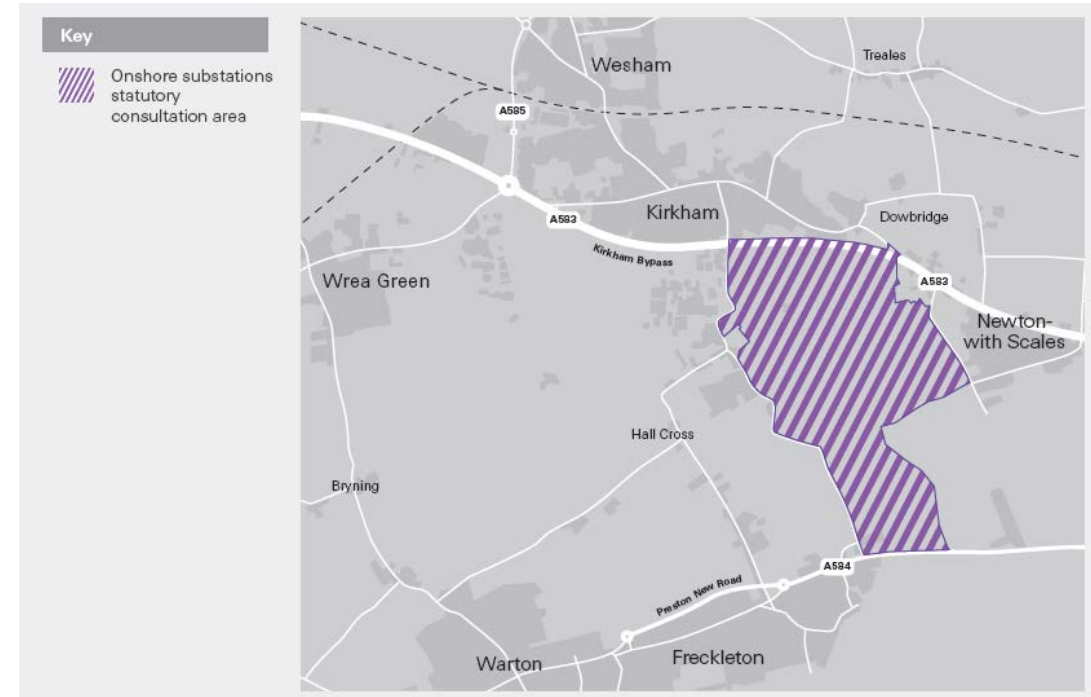 Key
Onshore substations
statutory
consultation area
Wesham
Treales
A585
Kirkham
Dowbridge
A583
Kirkham Bypass
A583
Wrea Green
Newton-
with Scales
Hall Cross
Bryning
A584
Preston New Road
Freckleton
Warton